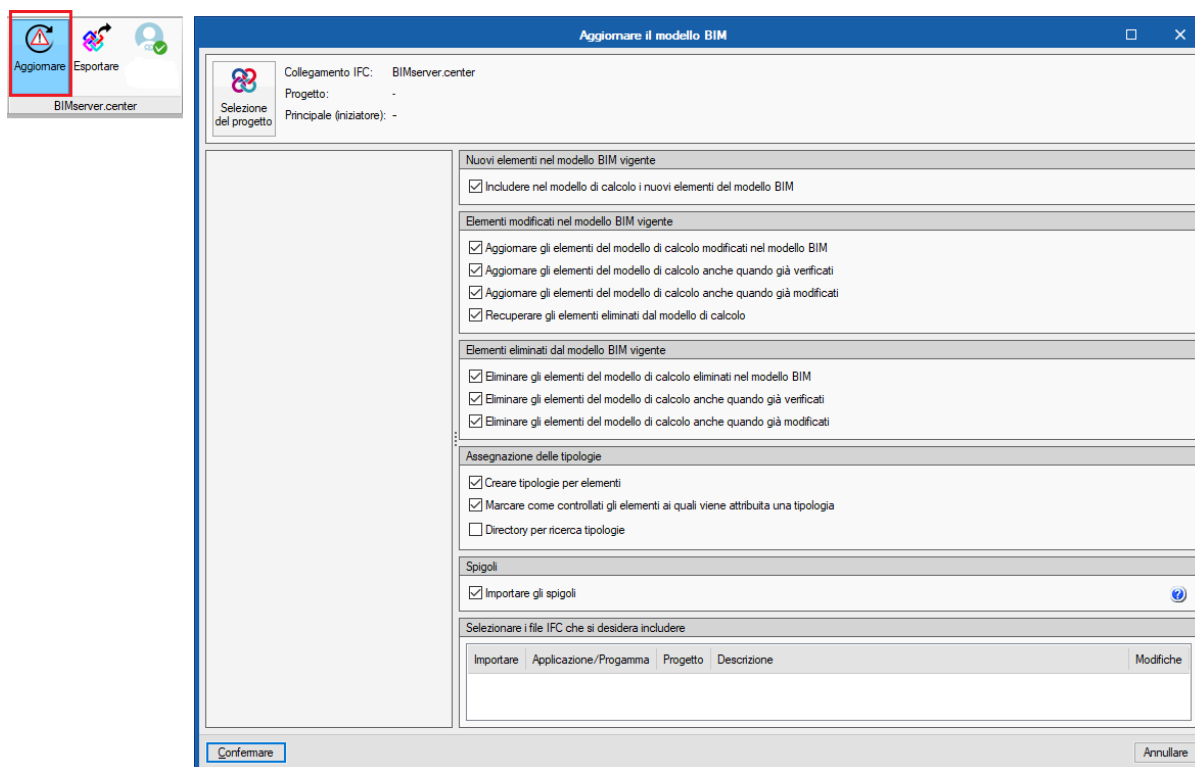 Aggiornare Esportare
BIMserver.center
Aggiornare il modello BIM
Selezione
del progetto
Collegamento IFC: BIMserver.center
Progetto: -
Principale (iniziatore): -
Nuovi elementi nel modello BIM vigente
Includere nel modello di calcolo i nuovi elementi del modello BIM
Elementi modificati nel modello BIM vigente
Aggiornare gli elementi del modello di calcolo modificati nel modello BIM
Aggiornare gli elementi del modello di calcolo anche quando già verificati
Aggiornare gli elementi del modello di calcolo anche quando già modificati
Recuperare gli elementi eliminati dal modello di calcolo
Elementi eliminati dal modello BIM vigente
Eliminare gli elementi del modello di calcolo eliminati nel modello BIM
Eliminare gli elementi del modello di calcolo anche quando già verificati
Eliminare gli elementi del modello di calcolo anche quando già modificati
Assegnazione delle tipologie
Creare tipologie per elementi
Marcare come controllati gli elementi ai quali viene attribuita una tipologia
Directory per ricerca tipologie
Spigoli
Importare gli spigoli
Selezionare i file IFC che si desidera includere
Importare Applicazione/Progamma Progetto Descrizione Modifiche
Confermare Annullare